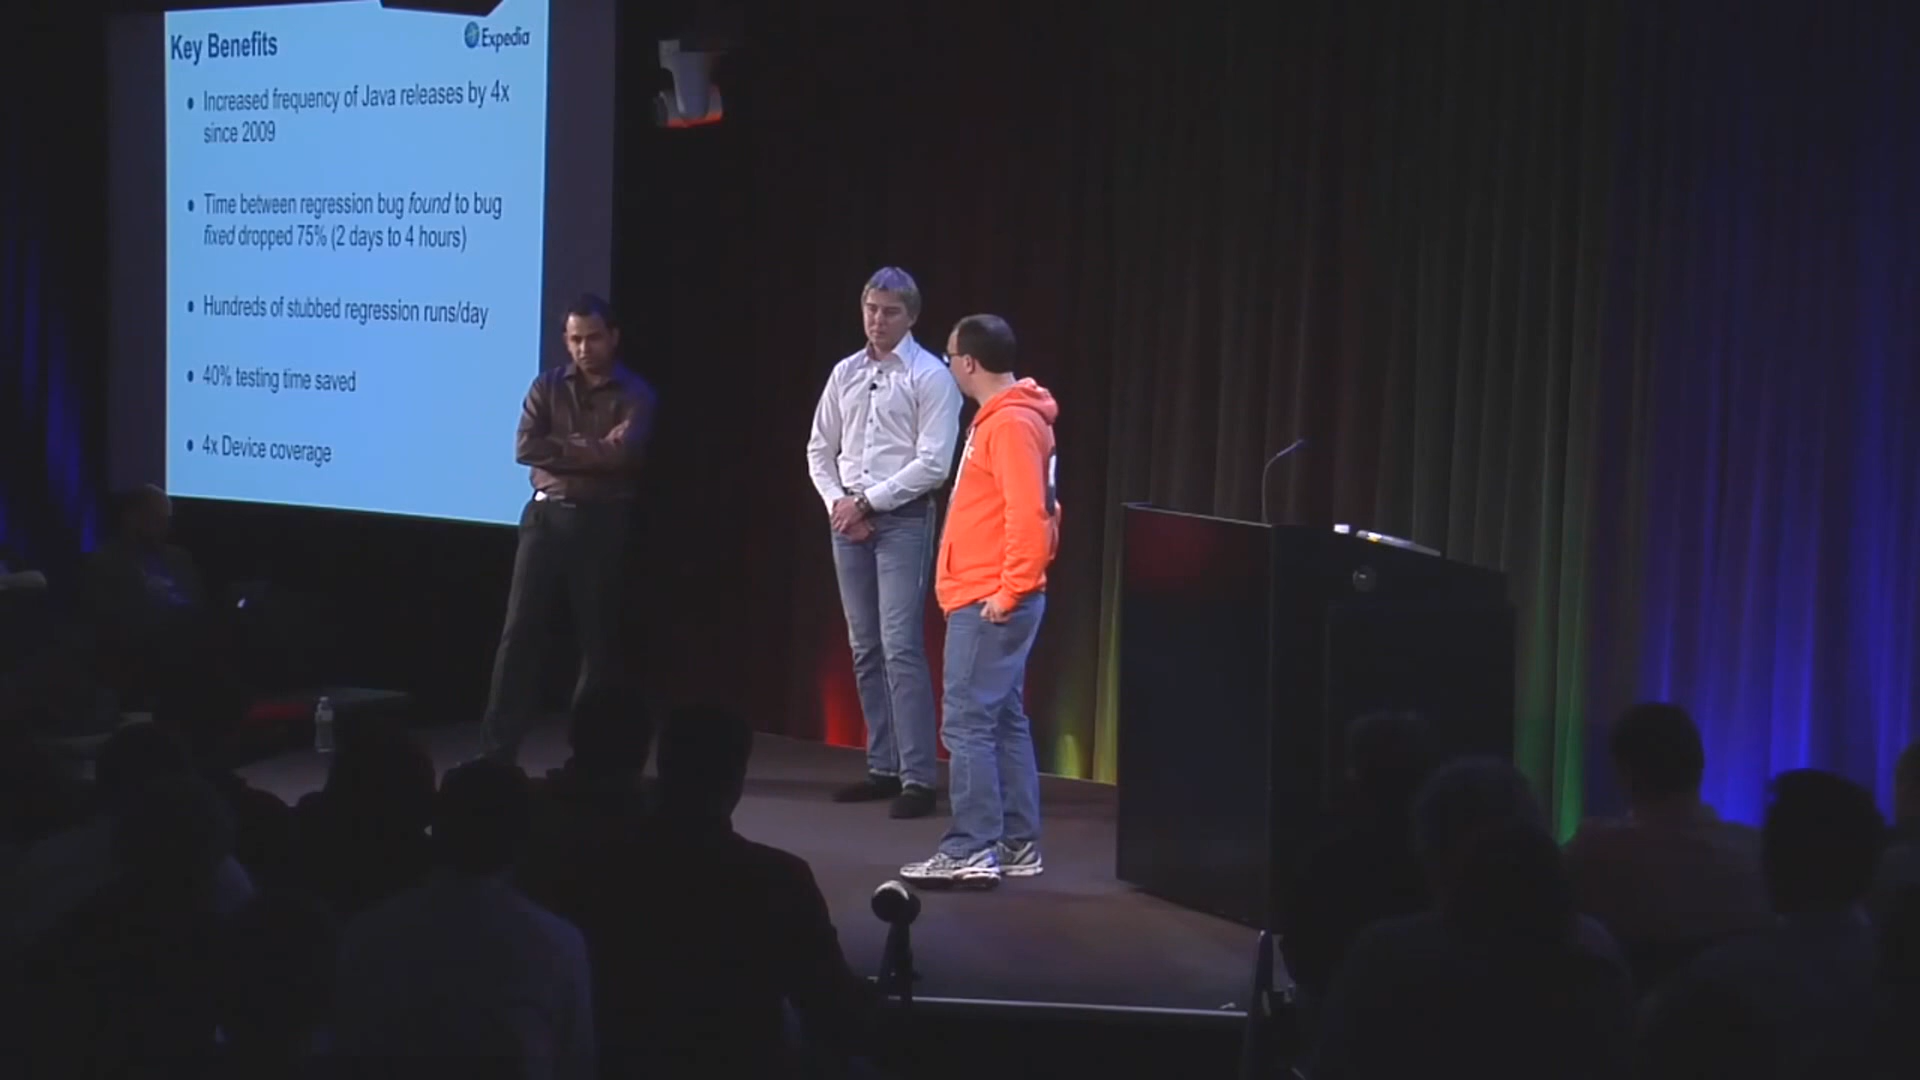 Key Benefits
Expedia
• Increased frequency of Java releases by 4x
since 2009
• Time between regression bug found to bug
fixed dropped 75% (2 days to 4 hours)
• Hundreds of stubbed regression runs/day
• 40% testing time saved
• 4x Device coverage